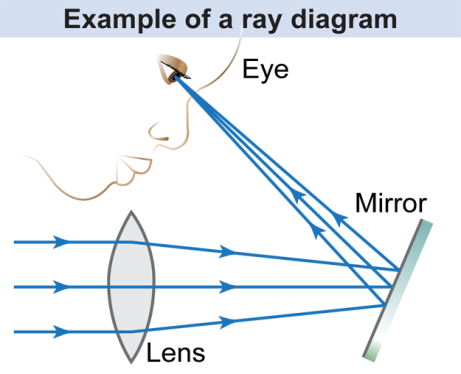 Example of a ray diagram
Eye
Mirror
Lens